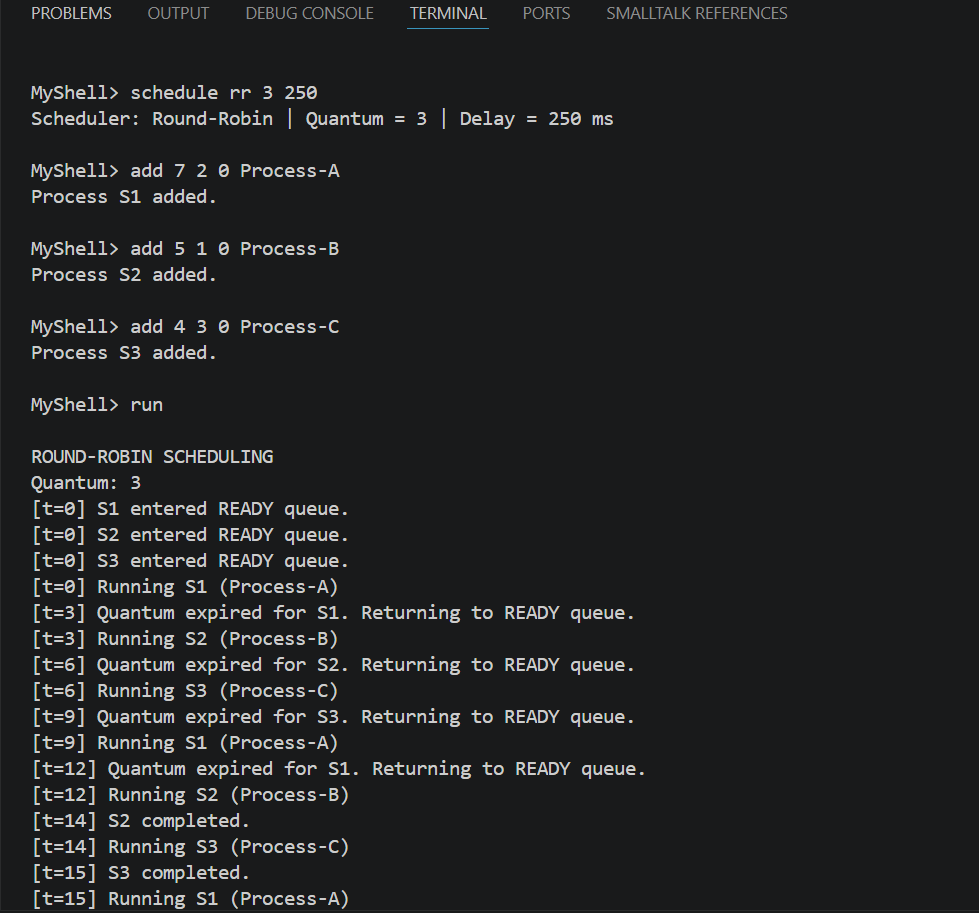 PROBLEMS OUTPUT DEBUG CONSOLE TERMINAL PORTS SMALLTALK REFERENCES
MyShell> schedule rr 3 250
Scheduler: Round-Robin | Quantum = 3 | Delay = 250 ms
MyShell> add 7 2 0 Process-A
Process S1 added.
MyShell> add 5 1 0 Process-B
Process S2 added.
MyShell> add 4 3 0 Process-C
Process S3 added.
MyShell> run
ROUND-ROBIN SCHEDULING
Quantum: 3
[t=0] S1 entered READY queue.
[t=0] S2 entered READY queue.
[t=0] S3 entered READY queue.
[t=0] Running S1 (Process-A)
[t=3] Quantum expired for S1. Returning to READY queue.
[t=3] Running S2 (Process-B)
[t=6] Quantum expired for S2. Returning to READY queue.
[t=6] Running S3 (Process-C)
[t=9] Quantum expired for S3. Returning to READY queue.
[t=9] Running S1 (Process-A)
[t=12] Quantum expired for S1. Returning to READY queue.
[t=12] Running S2 (Process-B)
[t=14] S2 completed.
[t=14] Running S3 (Process-C)
[t=15] S3 completed.
[t=15] Running S1 (Process-A)